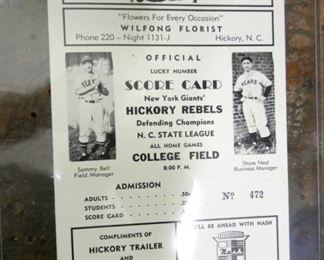 "Flowers For Every Occasion"
WILFONG FLORIST
Phone 220 - Night 1131-J Hickory, N. C.
OFFICIAL
LUCKY NUMBER
SCORE CARD
New York Giants'
HICKORY REBELS
Defending Champions
N. C. STATE LEAGUE
ALL HOME GAMES
COLLEGE FIELD
8:00 P. M.
Sammy Bell
Field Manager
Shore Neal
Business Manager
ADMISSION
ADULTS
STUDENTS
SCORE CARD
No 472
COMPLIMENTS OF
HICKORY TRAILER
AND
'LL BE AHEAD WITH NASH